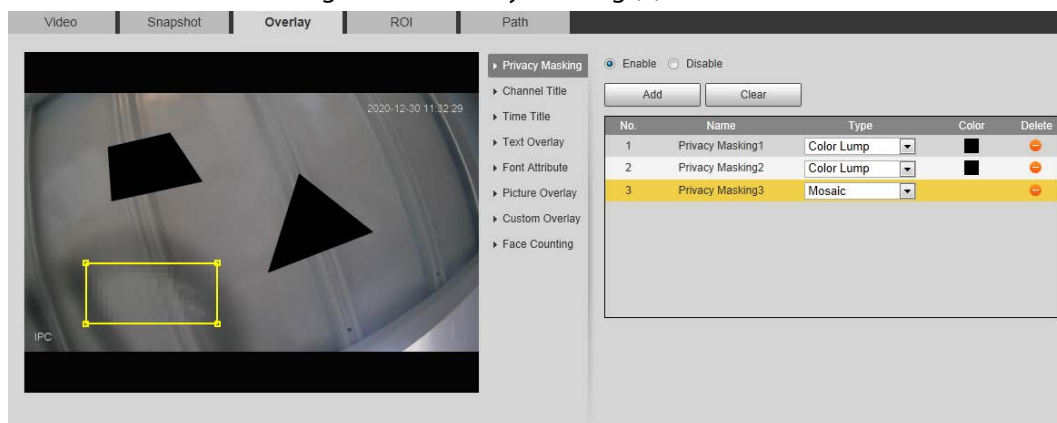 Video Snapshot Overlay ROI Path
2020-12-30 11:32:29
IPC
Privacy Masking
Channel Title
Time Title
Text Overlay
Font Attribute
Picture Overlay
Custom Overlay
Face Counting
Enable Disable
Add Clear
No. Name Type Color Delete
1 Privacy Masking1 Color Lump
2 Privacy Masking2 Color Lump
3 Privacy Masking3 Mosaic